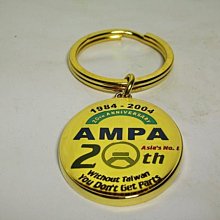 1984 - 2004
20th ANNIVERSARY
AMPA
Asia's No.1
20th
Without Taiwan
You Don't Get Parts